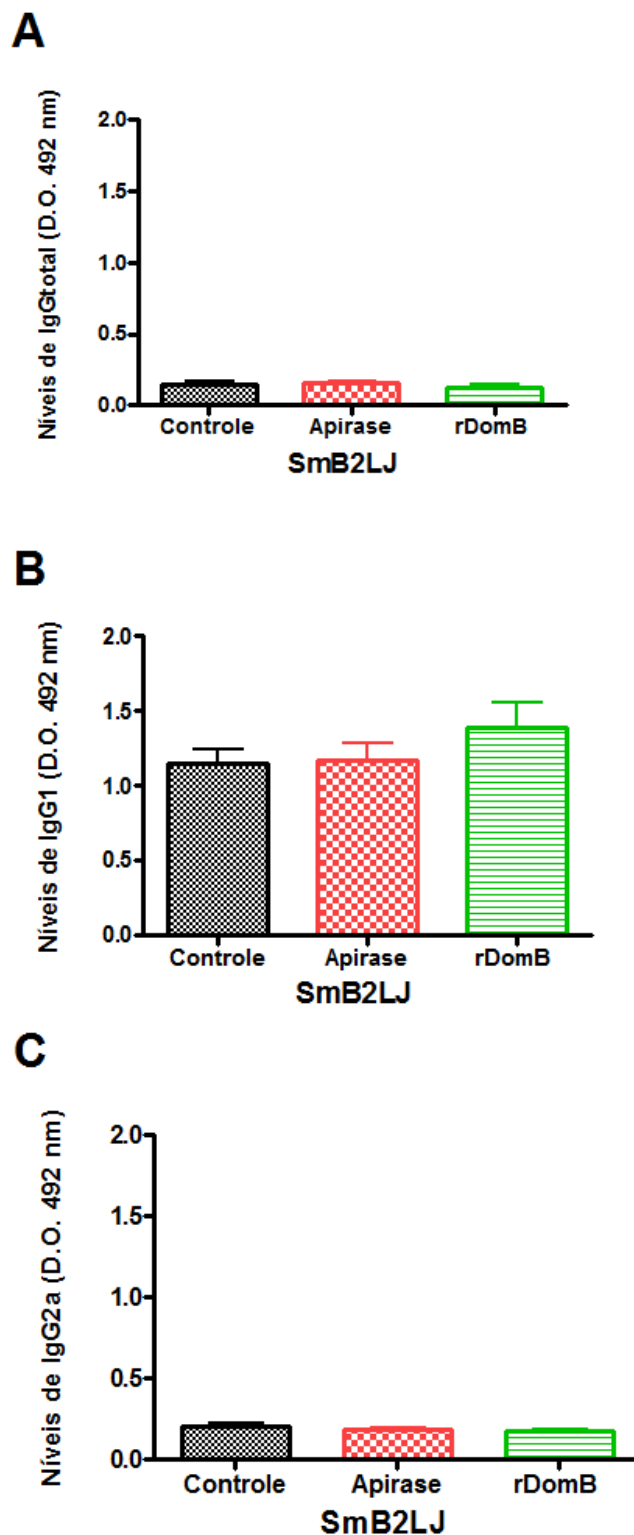 A
Níveis de IgGtotal (D.O. 492 nm)
2.0
1.5
1.0
0.5
0.0
Controle Apirase rDomB
SmB2LJ
B
Níveis de IgG1 (D.O. 492 nm)
2.0
1.5
1.0
0.5
0.0
Controle Apirase rDomB
SmB2LJ
C
Níveis de IgG2a (D.O. 492 nm)
2.0
1.5
1.0
0.5
0.0
Controle Apirase rDomB
SmB2LJ